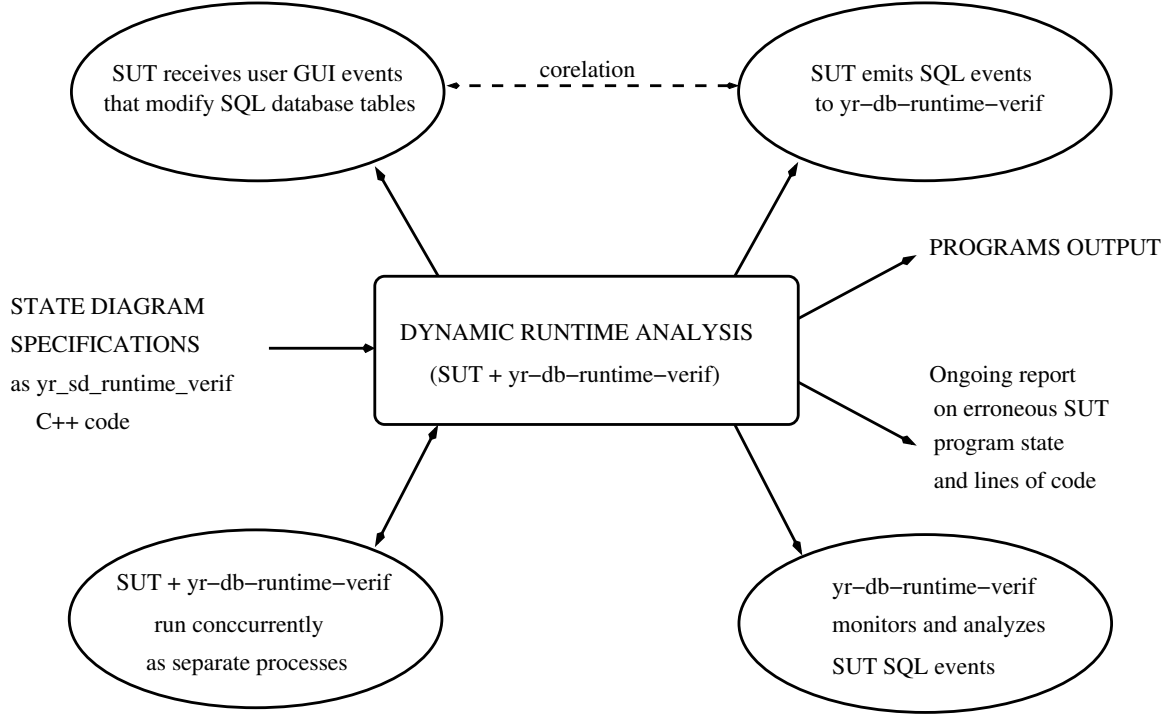 SUT receives user GUI events
that modify SQL database tables
corelation
SUT emits SQL events
to yr−db−runtime−verif
PROGRAMS OUTPUT
STATE DIAGRAM
SPECIFICATIONS
as yr_sd_runtime_verif
C++ code
DYNAMIC RUNTIME ANALYSIS
(SUT + yr−db−runtime−verif)
Ongoing report
on erroneous SUT
program state
and lines of code
SUT + yr−db−runtime−verif
run conccurrently
as separate processes
yr−db−runtime−verif
monitors and analyzes
SUT SQL events